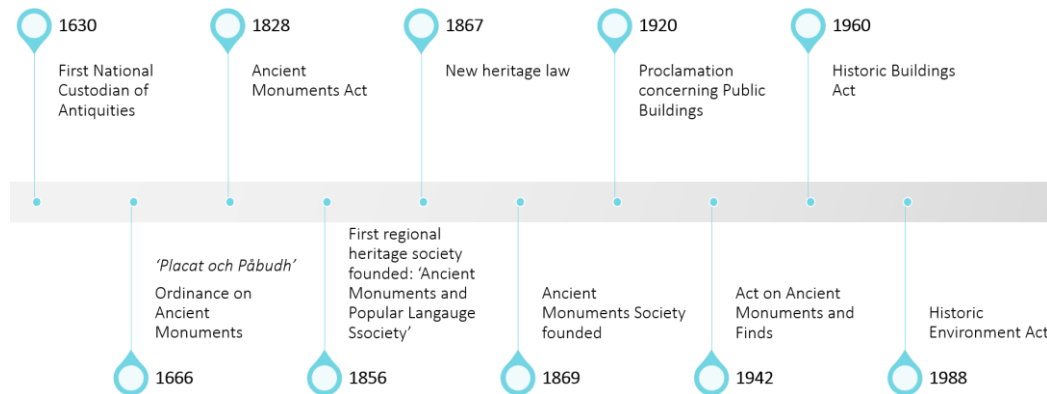 1630
First National
Custodian of
Antiquities
1828
Ancient
Monuments Act
1867
New heritage law
1920
Proclamation
concerning Public
Buildings
1960
Historic Buildings
Act
‘Placat och Påbudh’
Ordinance on
Ancient
Monuments
1666
First regional
heritage society
founded: ‘Ancient
Monuments and
Popular Langauge
Ssociety’
1856
Ancient
Monuments Society
founded
1869
Act on Ancient
Monuments and
Finds
1942
Historic
Environment Act
1988